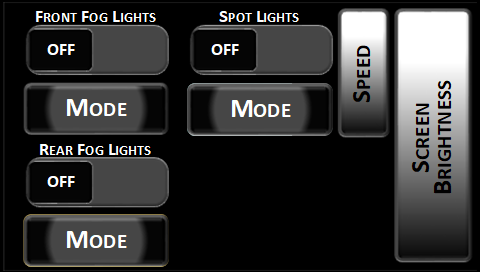 Front Fog Lights
OFF
Mode
Spot Lights
OFF
Mode
Rear Fog Lights
OFF
Mode
Speed
Screen
Brightness